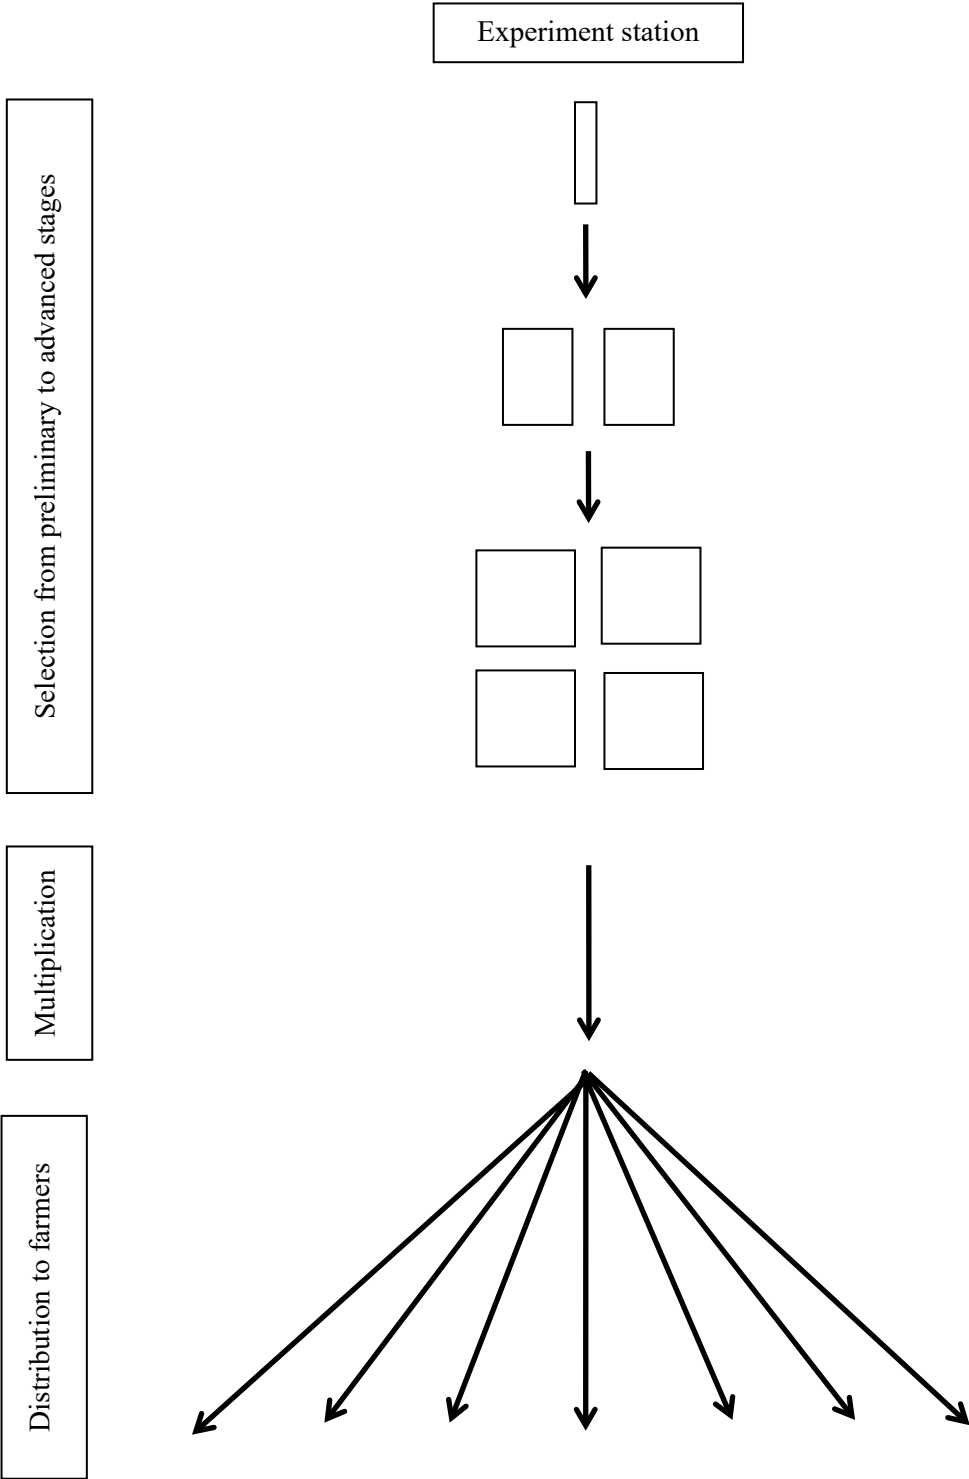 Experiment station
Selection from preliminary to advanced stages
Multiplication
Distribution to farmers